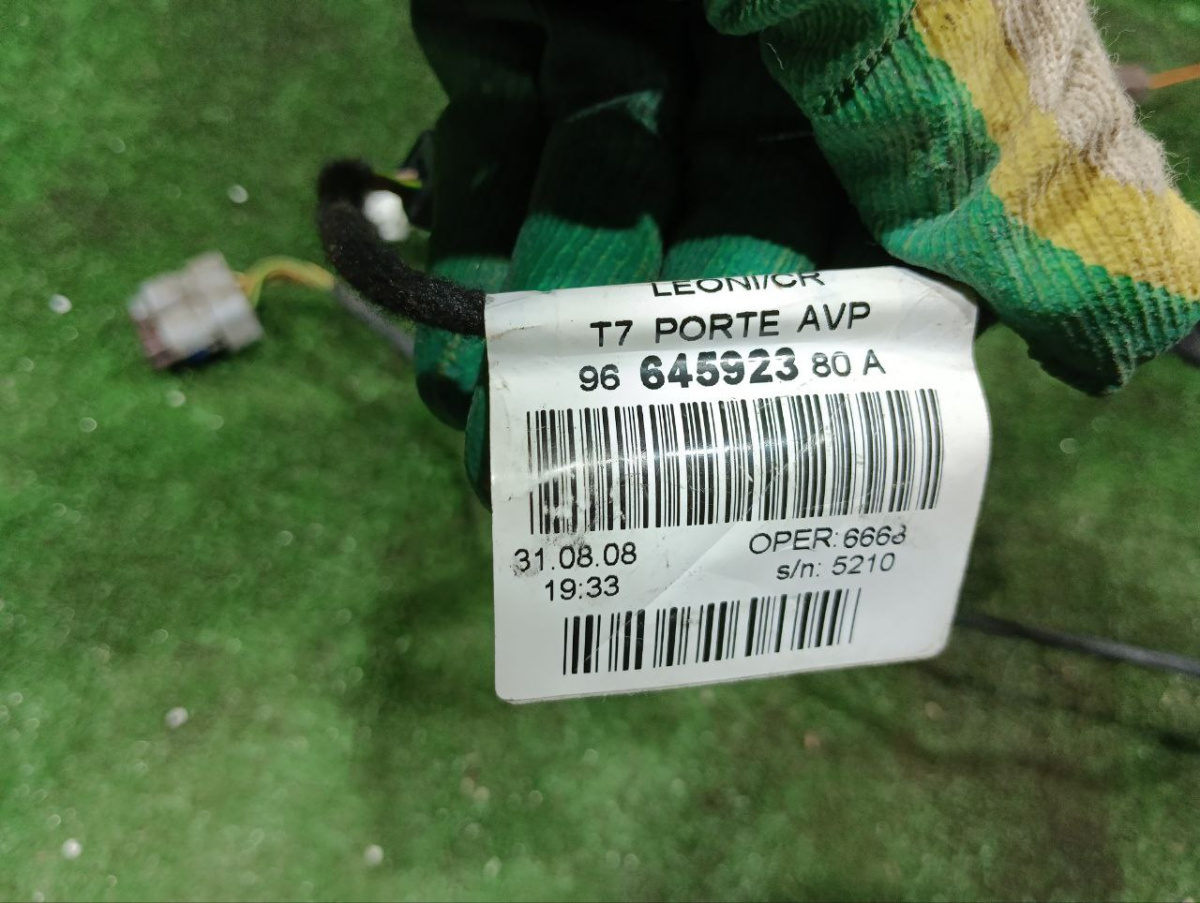 LEONI/CR
T7 PORTE AVP
96 645923 80 A
31.08.08
19:33
OPER:6668
s/n: 5210